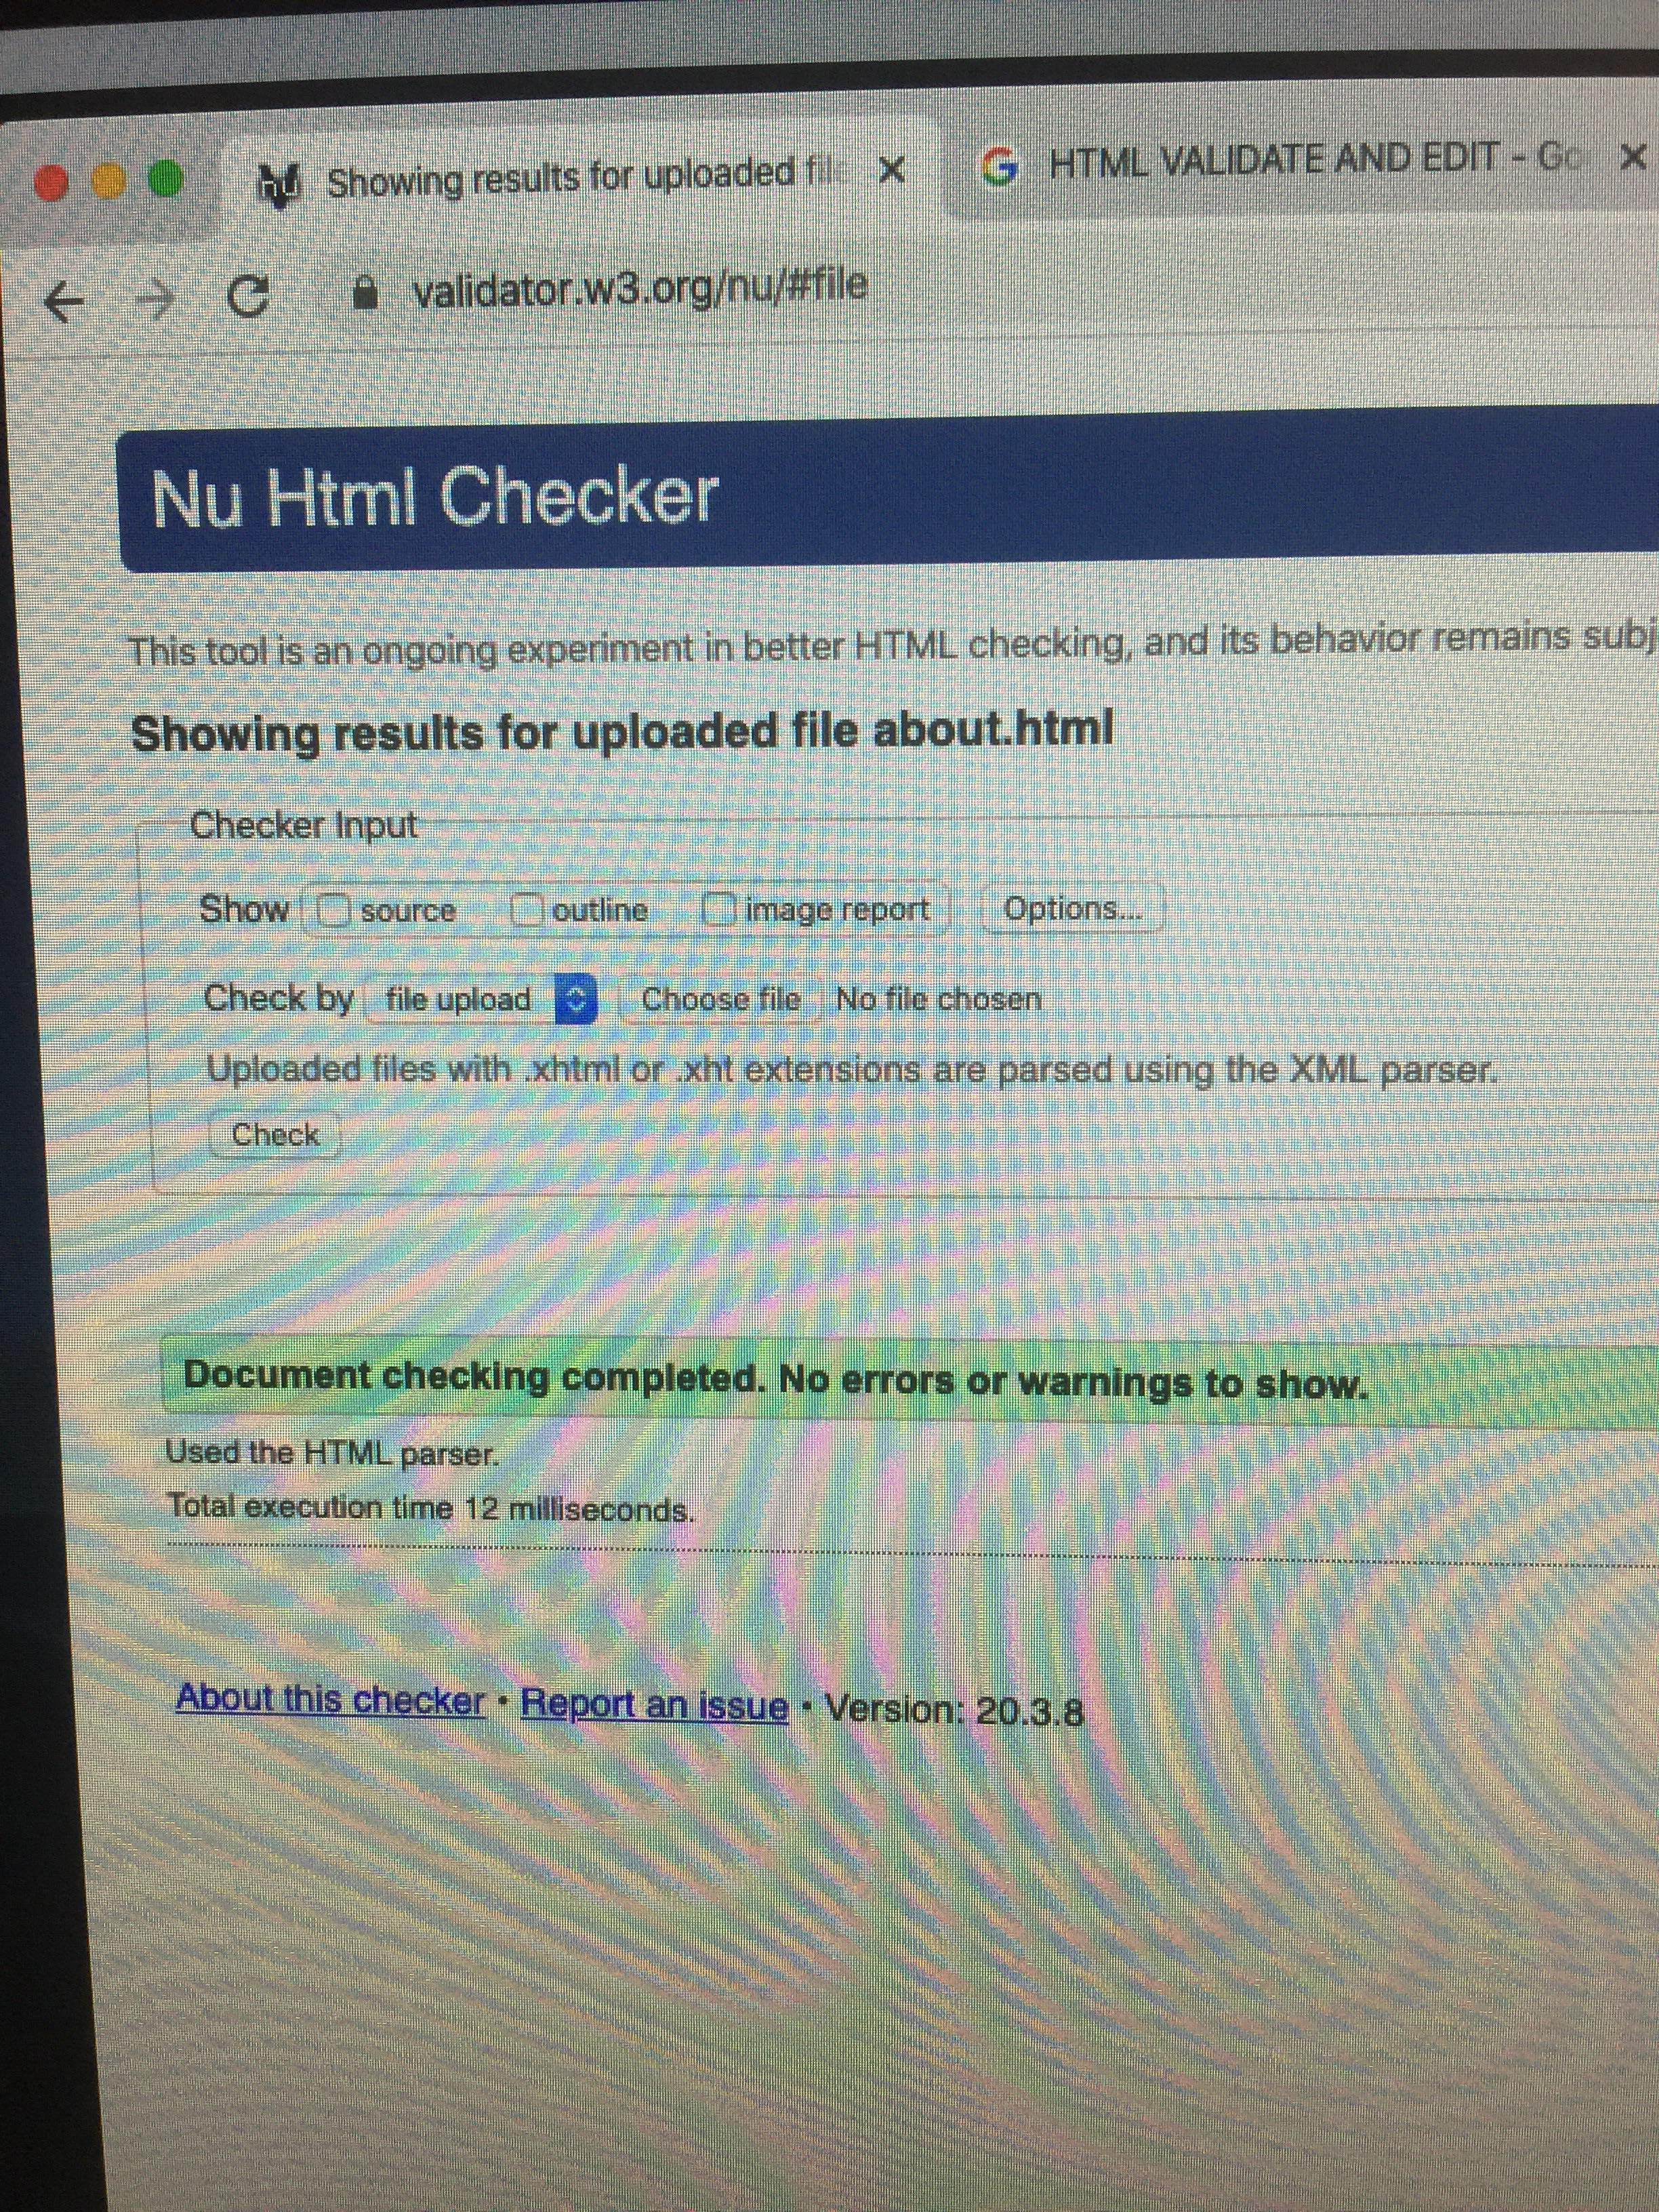 Showing results for uploaded fil
HTML VALIDATE AND EDIT - Go
validator.w3.org/nu/#file
Nu Html Checker
This tool is an ongoing experiment in better HTML checking, and its behavior remains subj
Showing results for uploaded file about.html
Checker Input
Show source outline image report Options...
Check by file upload Choose file No file chosen
Uploaded files with .xhtml or .xht extensions are parsed using the XML parser.
Check
Document checking completed. No errors or warnings to show.
Used the HTML parser.
Total execution time 12 milliseconds.
About this checker • Report an issue • Version: 20.3.8